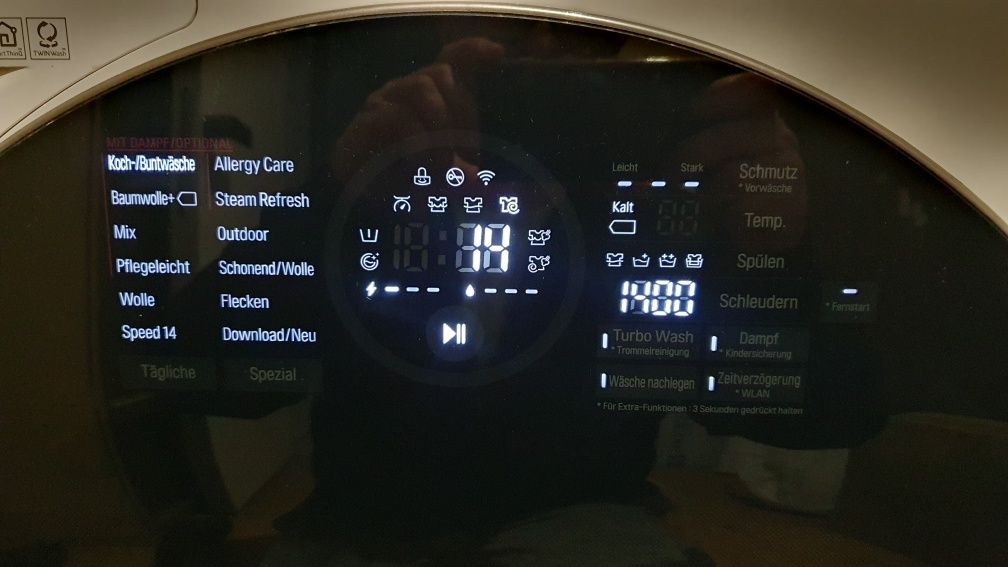 TWINWash
MIT DAMPF/OPTIONAL
Koch-/Buntwäsche
Allergy Care
Baumwolle+
Steam Refresh
Mix
Outdoor
Pflegeleicht
Schonend/Wolle
Wolle
Flecken
Speed 14
Download/Neu
Tägliche
Spezial
14
Leicht
Stark
Schmutz
* Vorwäsche
Kalt
Temp.
Spülen
1400
Schleudern
* Fernstart
Turbo Wash
* Trommelreinigung
Dampf
* Kindersicherung
Wäsche nachlegen
Zeitverzögerung
* WLAN
* Für Extra-Funktionen : 3 Sekunden gedrückt halten